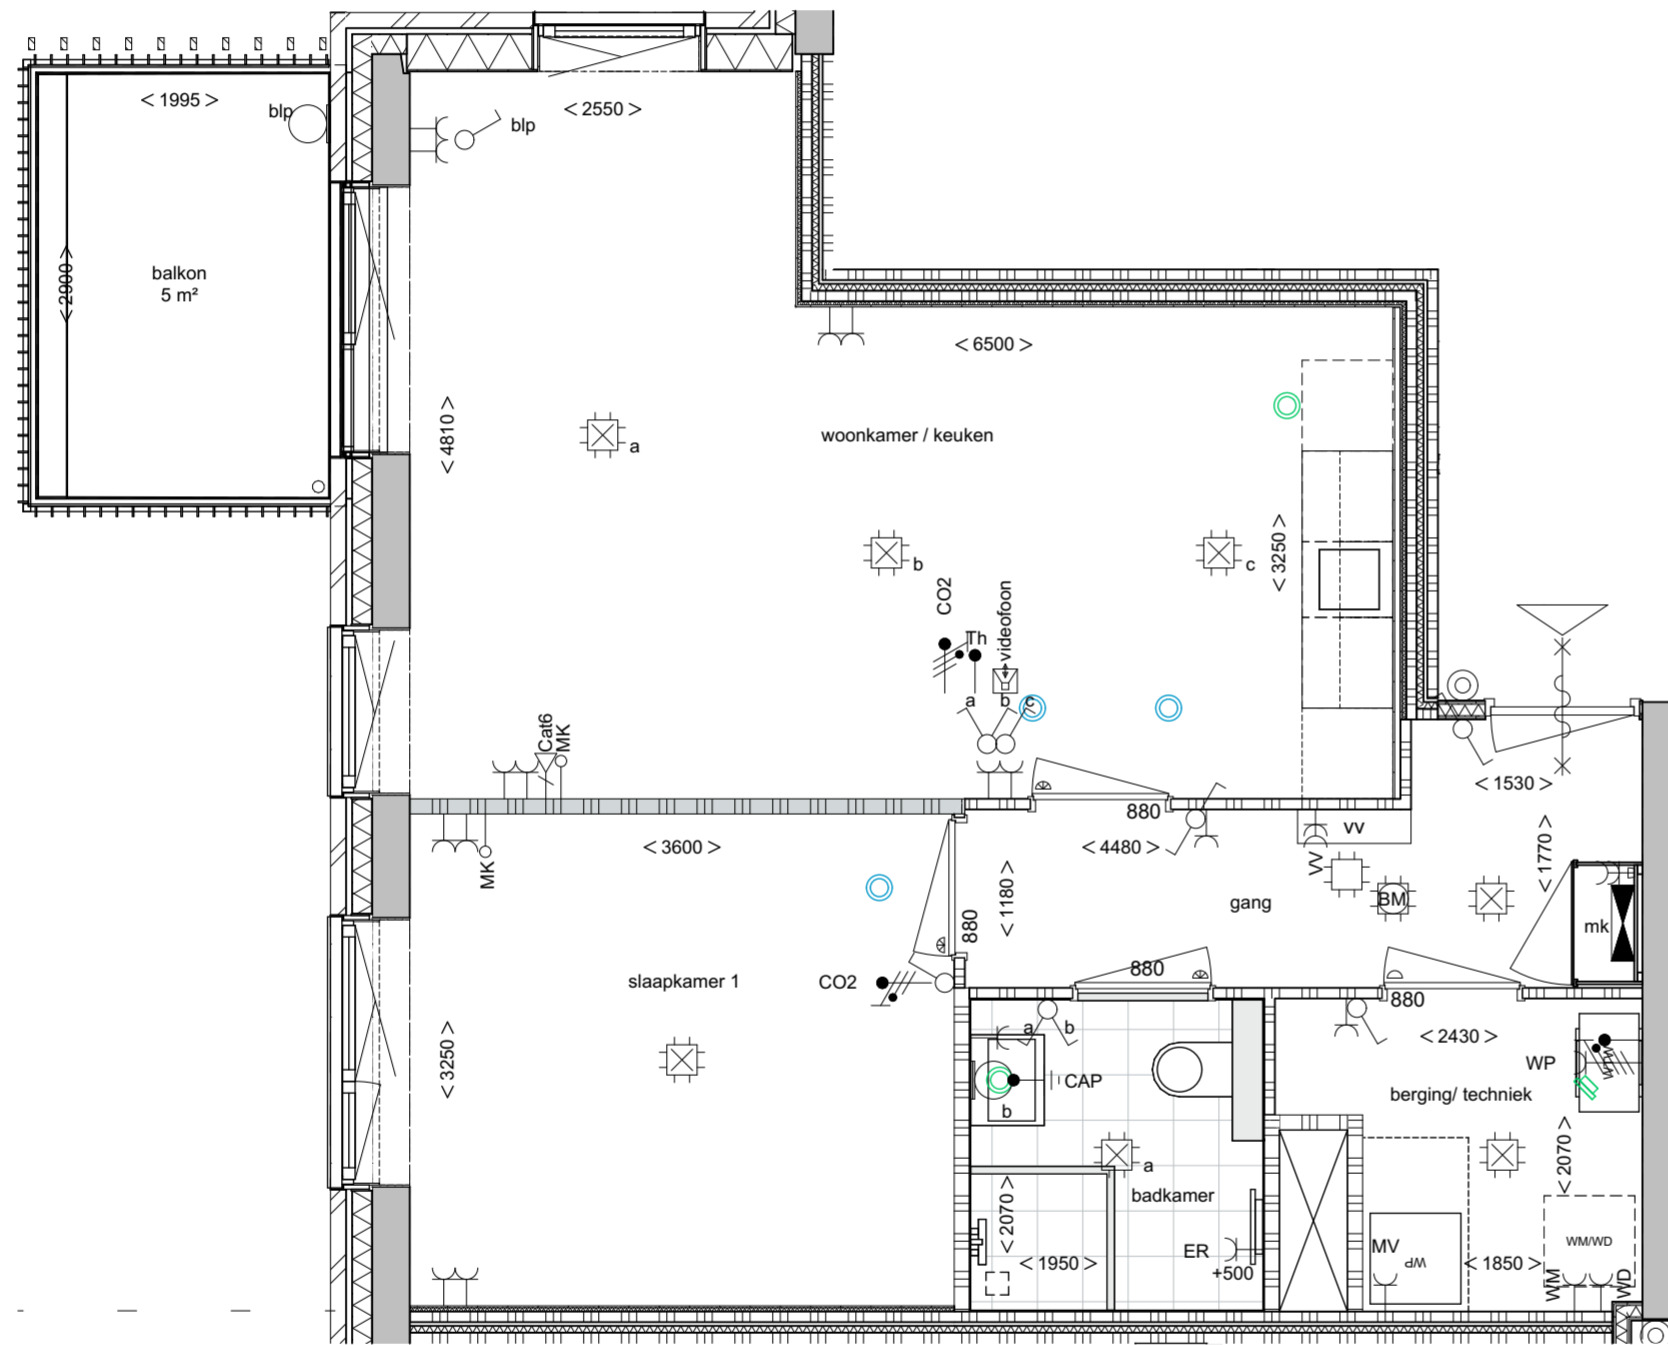 < 1995 >
blp
blp
< 2550 >
< 2900 >
balkon
5 m²
< 6500 >
< 4810 >
a
woonkamer / keuken
b
c
< 3250 >
CO2
Th
videofoon
a
b
c
Cat6
MK
880
< 1530 >
MK
< 3600 >
< 4480 >
VV
vv
< 1770 >
880
< 1180 >
gang
BM
mk
slaapkamer 1
CO2
880
880
a
b
< 2430 >
< 3250 >
CAP
b
WP
WTW
berging/ techniek
a
badkamer
< 2070 >
< 2070 >
< 1950 >
ER
+500
MV
WP
< 1850 >
WM/WD
WM
WD